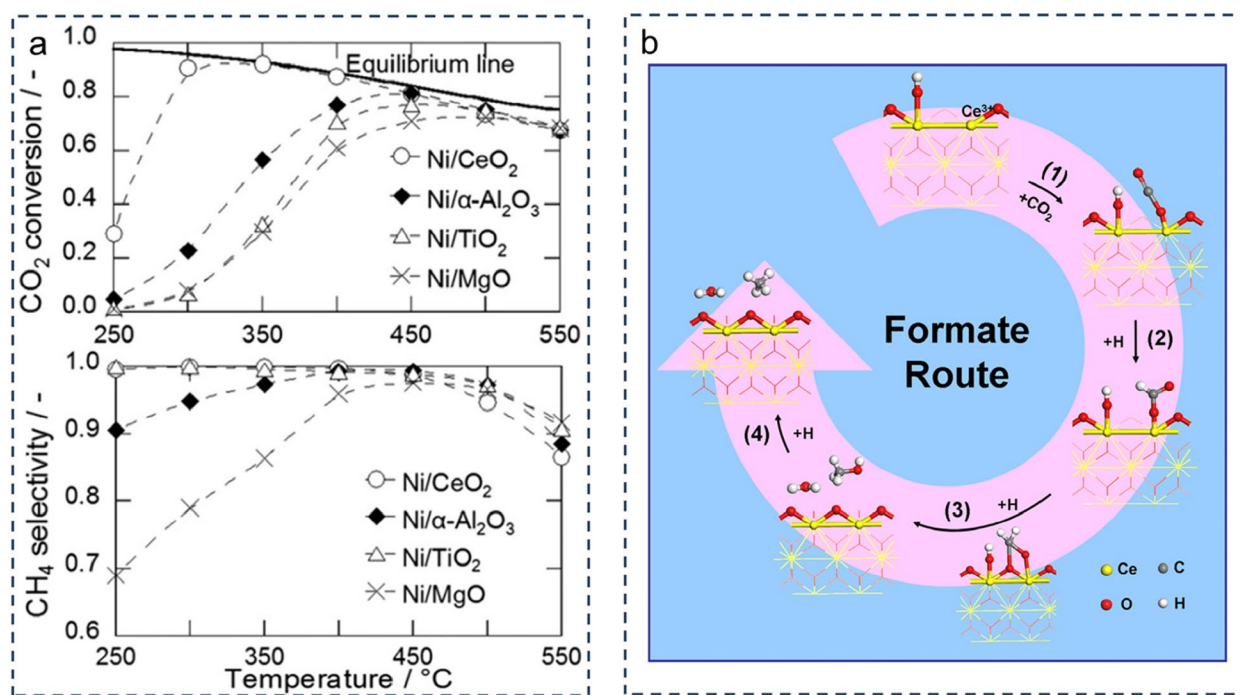 a
CO₂ conversion / -
1.0
0.8
0.6
0.4
0.2
0.0
Equilibrium line
Ni/CeO₂
Ni/α-Al₂O₃
Ni/TiO₂
Ni/MgO
250 350 450 550
CH₄ selectivity / -
1.0
0.9
0.8
0.7
0.6
Ni/CeO₂
Ni/α-Al₂O₃
Ni/TiO₂
Ni/MgO
250 350 450 550
Temperature / °C
b
Ce³⁺
(1)
+CO₂
+H (2)
Formate
Route
(4) +H
(3) +H
Ce C
O H